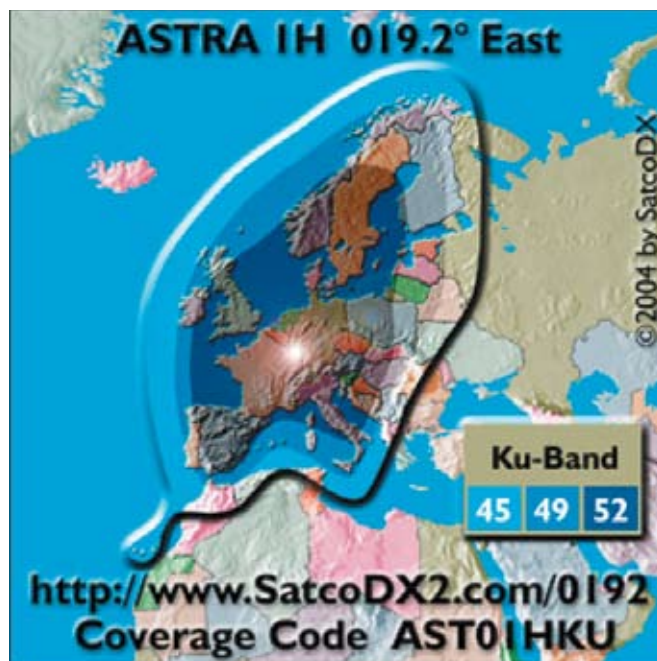 ASTRA 1H 019.2° East
©2004 by SatcoDX
Ku-Band
45 49 52
http://www.SatcoDX2.com/0192
Coverage Code AST01HKU